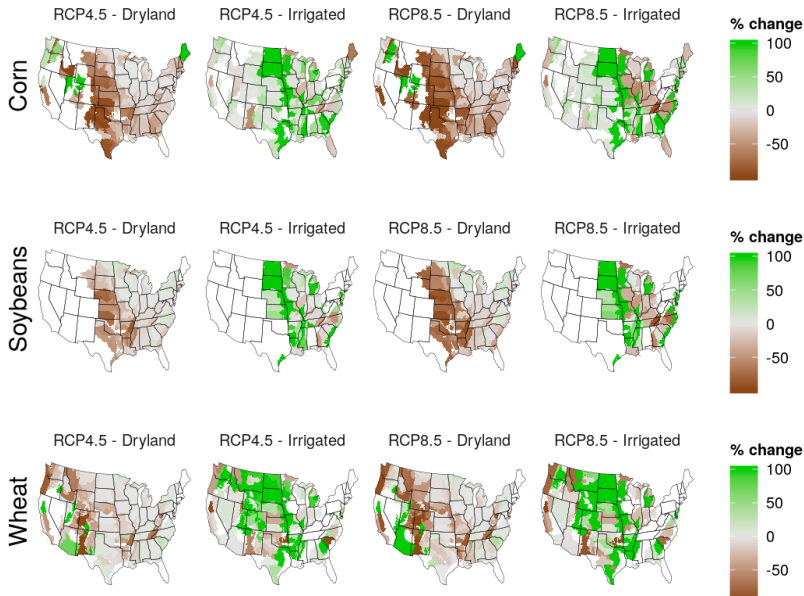 RCP4.5 - Dryland
RCP4.5 - Irrigated
RCP8.5 - Dryland
RCP8.5 - Irrigated
Corn
% change
100
50
0
-50
RCP4.5 - Dryland
RCP4.5 - Irrigated
RCP8.5 - Dryland
RCP8.5 - Irrigated
Soybeans
% change
100
50
0
-50
RCP4.5 - Dryland
RCP4.5 - Irrigated
RCP8.5 - Dryland
RCP8.5 - Irrigated
Wheat
% change
100
50
0
-50